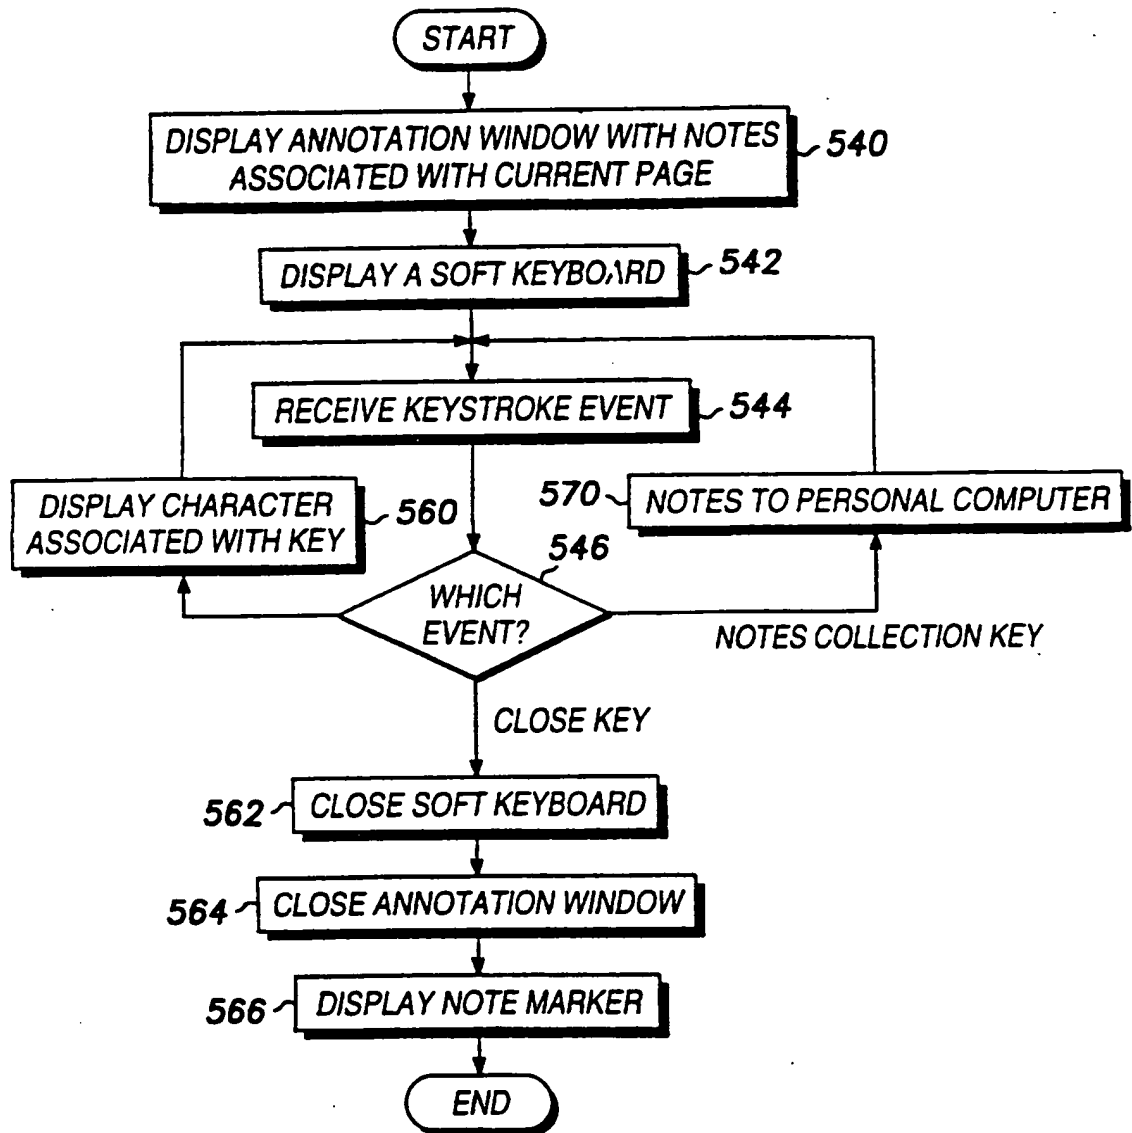 START
DISPLAY ANNOTATION WINDOW WITH NOTES
ASSOCIATED WITH CURRENT PAGE
540
DISPLAY A SOFT KEYBOARD
542
RECEIVE KEYSTROKE EVENT
544
DISPLAY CHARACTER
ASSOCIATED WITH KEY
560
570
NOTES TO PERSONAL COMPUTER
546
WHICH
EVENT?
NOTES COLLECTION KEY
CLOSE KEY
562
CLOSE SOFT KEYBOARD
564
CLOSE ANNOTATION WINDOW
566
DISPLAY NOTE MARKER
END